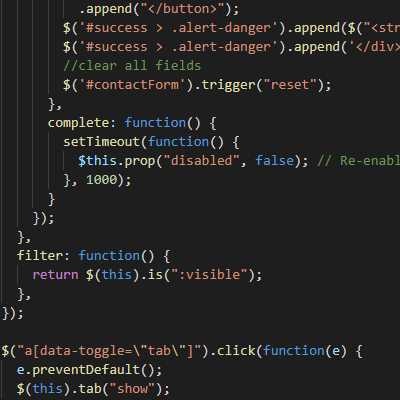 .append("</button>");
$('#success > .alert-danger').append($("<str
$('#success > .alert-danger').append('</div>
//clear all fields
$('#contactForm').trigger("reset");
},
complete: function() {
setTimeout(function() {
$this.prop("disabled", false); // Re-enabl
}, 1000);
}
});
},
filter: function() {
return $(this).is(":visible");
},
});
$("a[data-toggle=\"tab\"]").click(function(e) {
e.preventDefault();
$(this).tab("show");